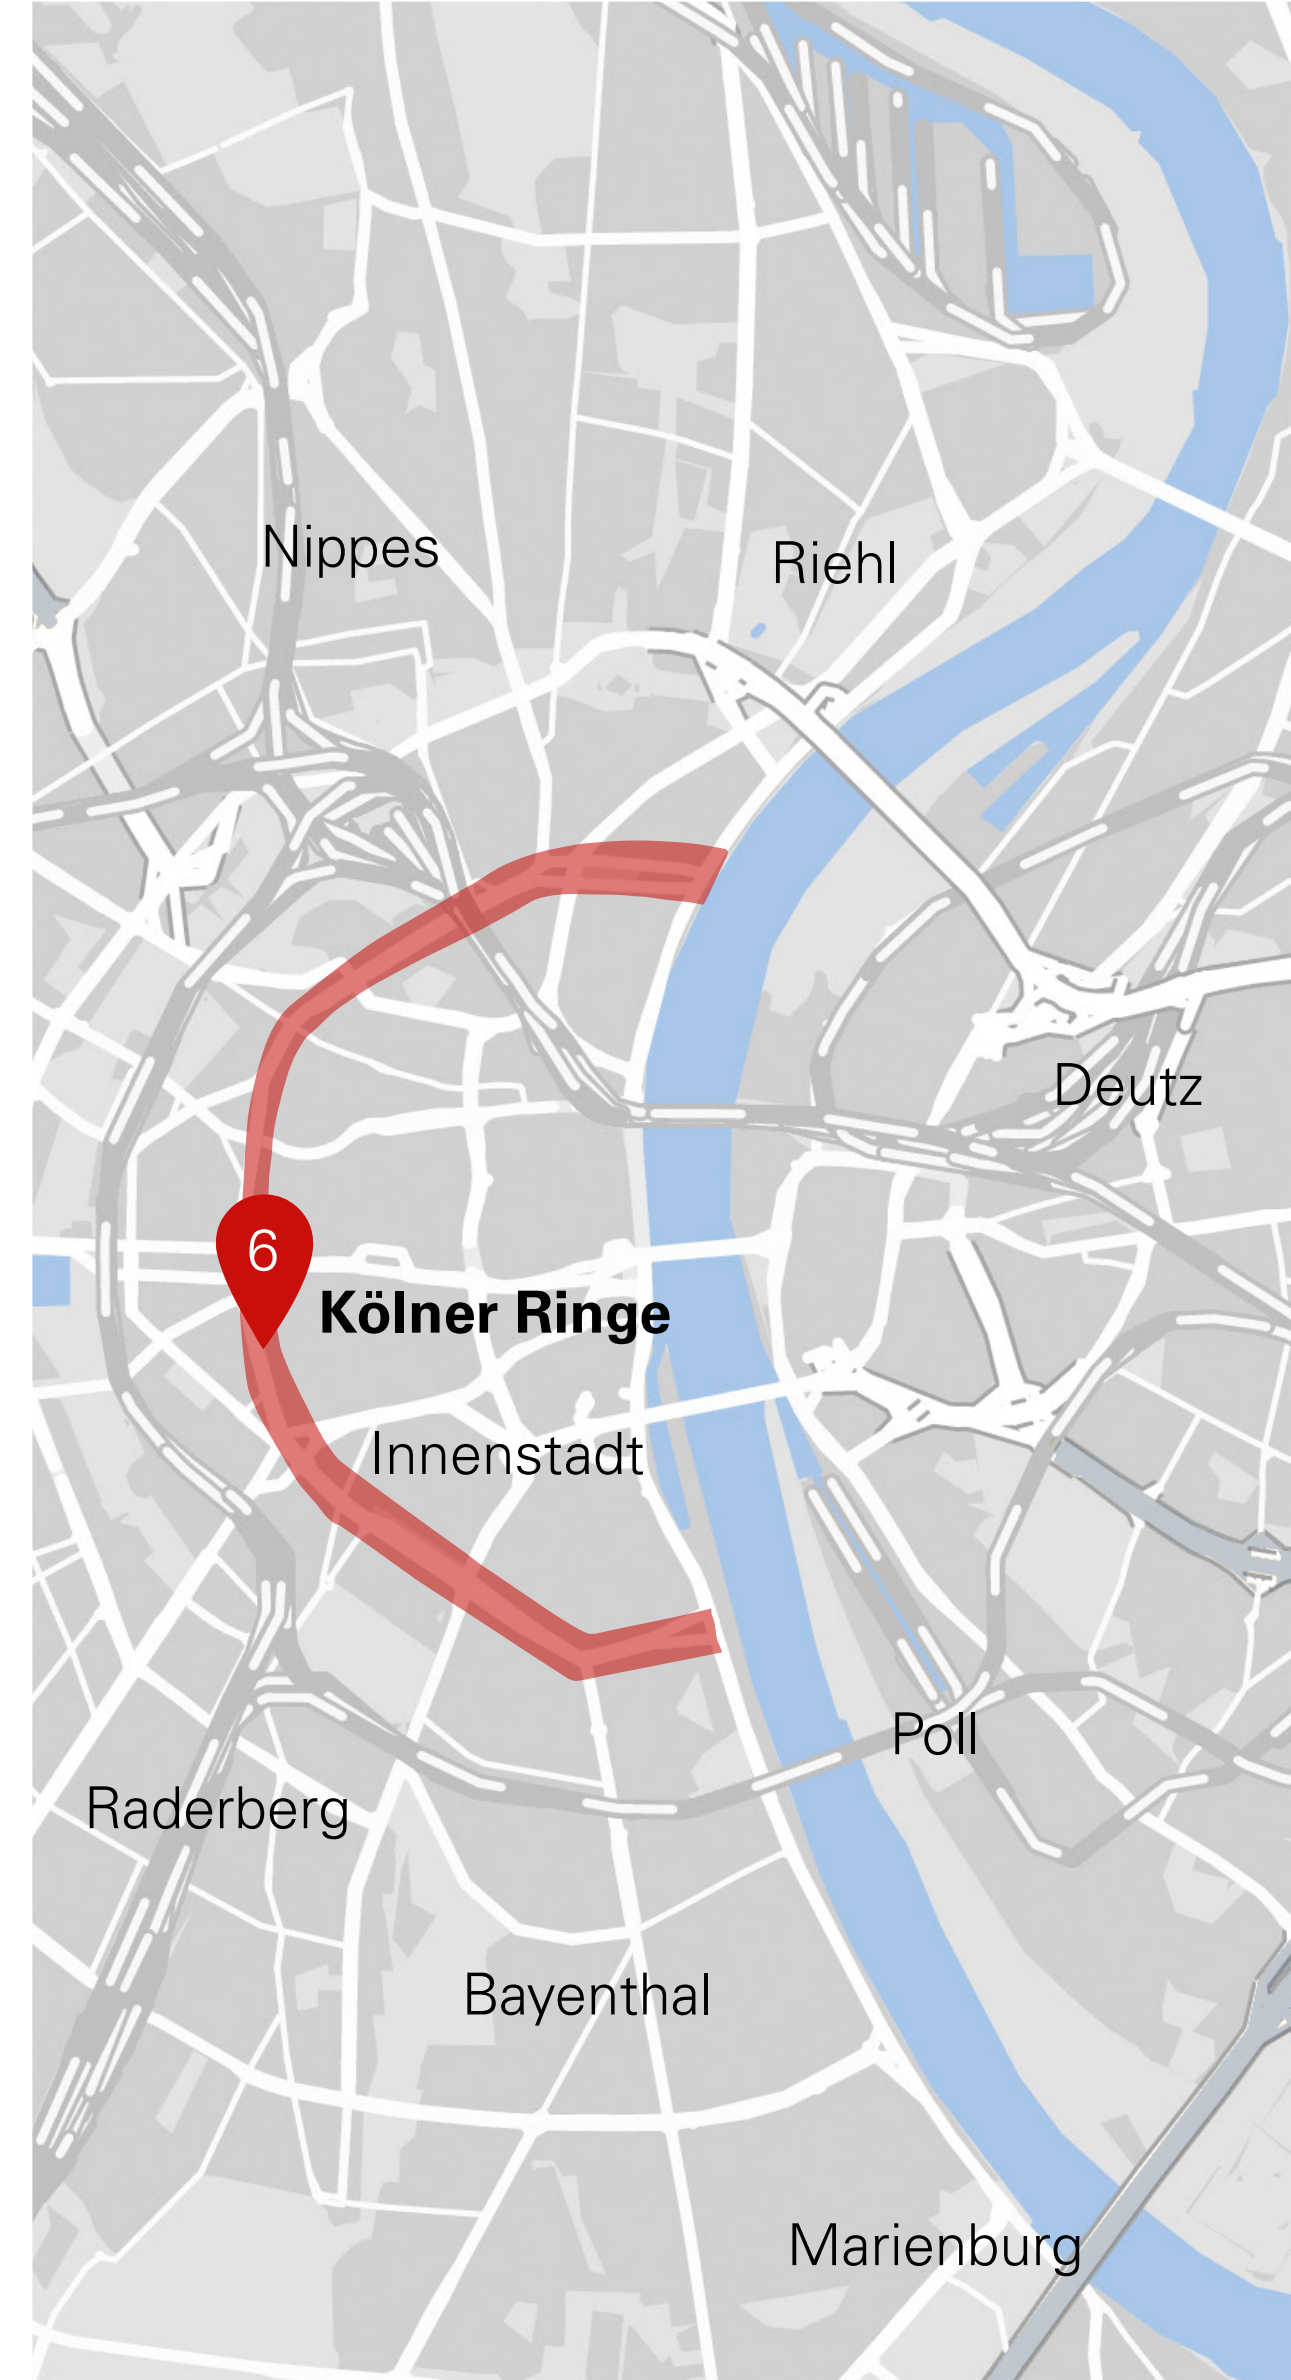 Nippes
Riehl
Deutz
6
Kölner Ringe
Innenstadt
Poll
Raderberg
Bayenthal
Marienburg